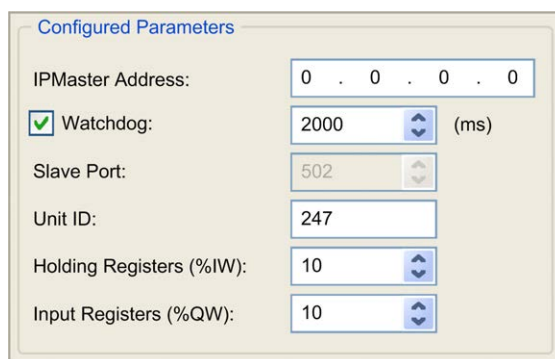 Configured Parameters
IPMaster Address: 0 . 0 . 0 . 0
Watchdog: 2000 (ms)
Slave Port: 502
Unit ID: 247
Holding Registers (%IW): 10
Input Registers (%QW): 10